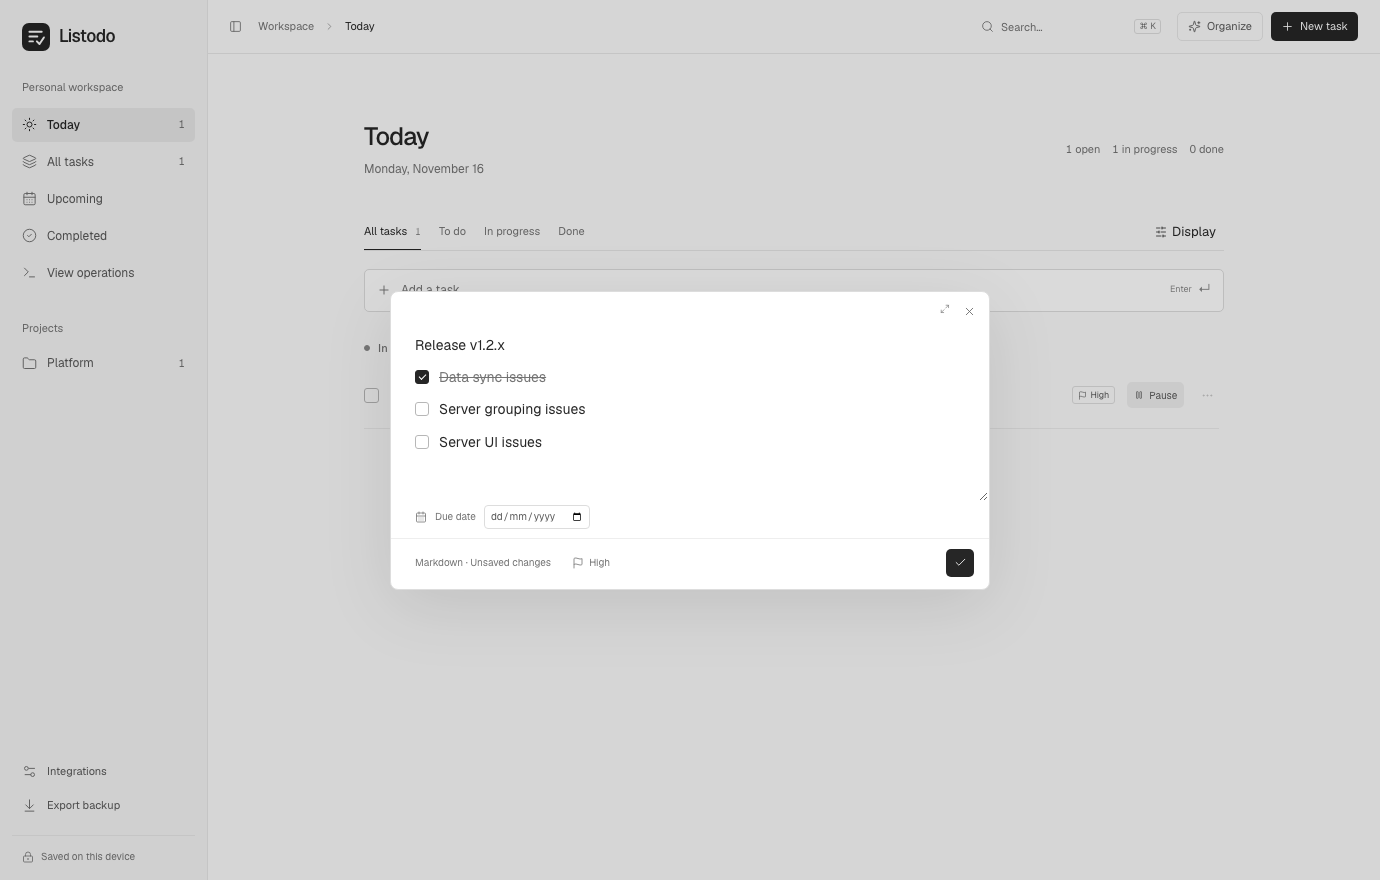 Listodo
Workspace > Today
Search...
⌘ K
Organize
New task
Personal workspace
Today 1
All tasks 1
Upcoming
Completed
View operations
Projects
Platform 1
Integrations
Export backup
Saved on this device
Today
Monday, November 16
1 open 1 in progress 0 done
All tasks 1 To do In progress Done
Display
Add a task
Enter
In
High
Pause
Release v1.2.x
Data sync issues
Server grouping issues
Server UI issues
Due date dd/mm/yyyy
Markdown · Unsaved changes
High